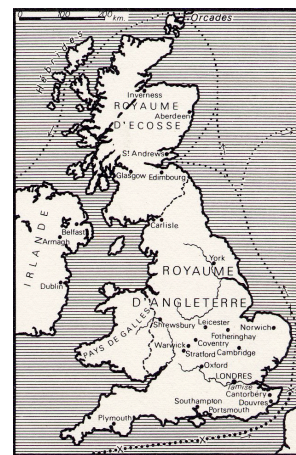 0 100 200 km.
Orcades
Hébrides
Inverness
ROYAUME
Aberdeen
D'ECOSSE
St Andrews
Glasgow Edimbourg
Carlisle
Belfast
Armagh
IRLANDE
Dublin
York
ROYAUME
D'ANGLETERRE
PAYS DE GALLES
Shrewsbury
Leicester
Norwich
Fotheringhay
Warwick
Coventry
Stratford
Cambridge
Oxford
LONDRES
Tamise
Cantorbéry
Southampton
Douvres
Portsmouth
Plymouth
X X